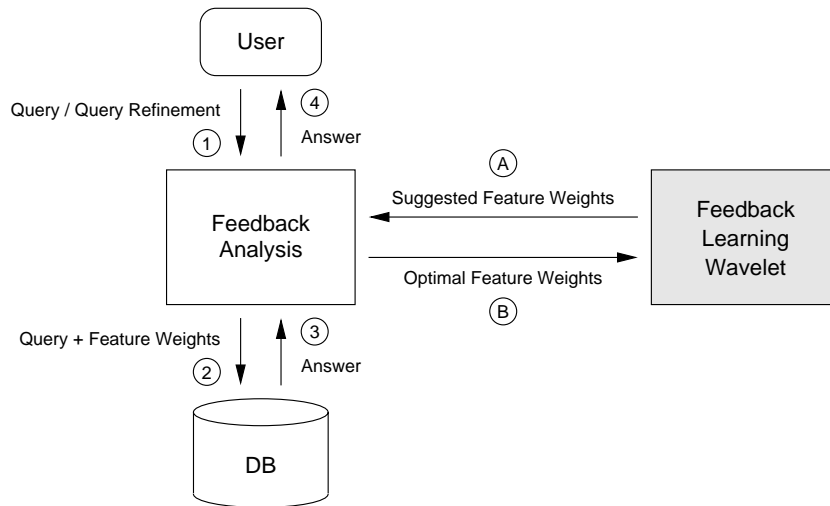 User
Query / Query Refinement
1
4
Answer
A
Suggested Feature Weights
Feedback
Analysis
Feedback
Learning
Wavelet
Optimal Feature Weights
B
Query + Feature Weights
2
3
Answer
DB